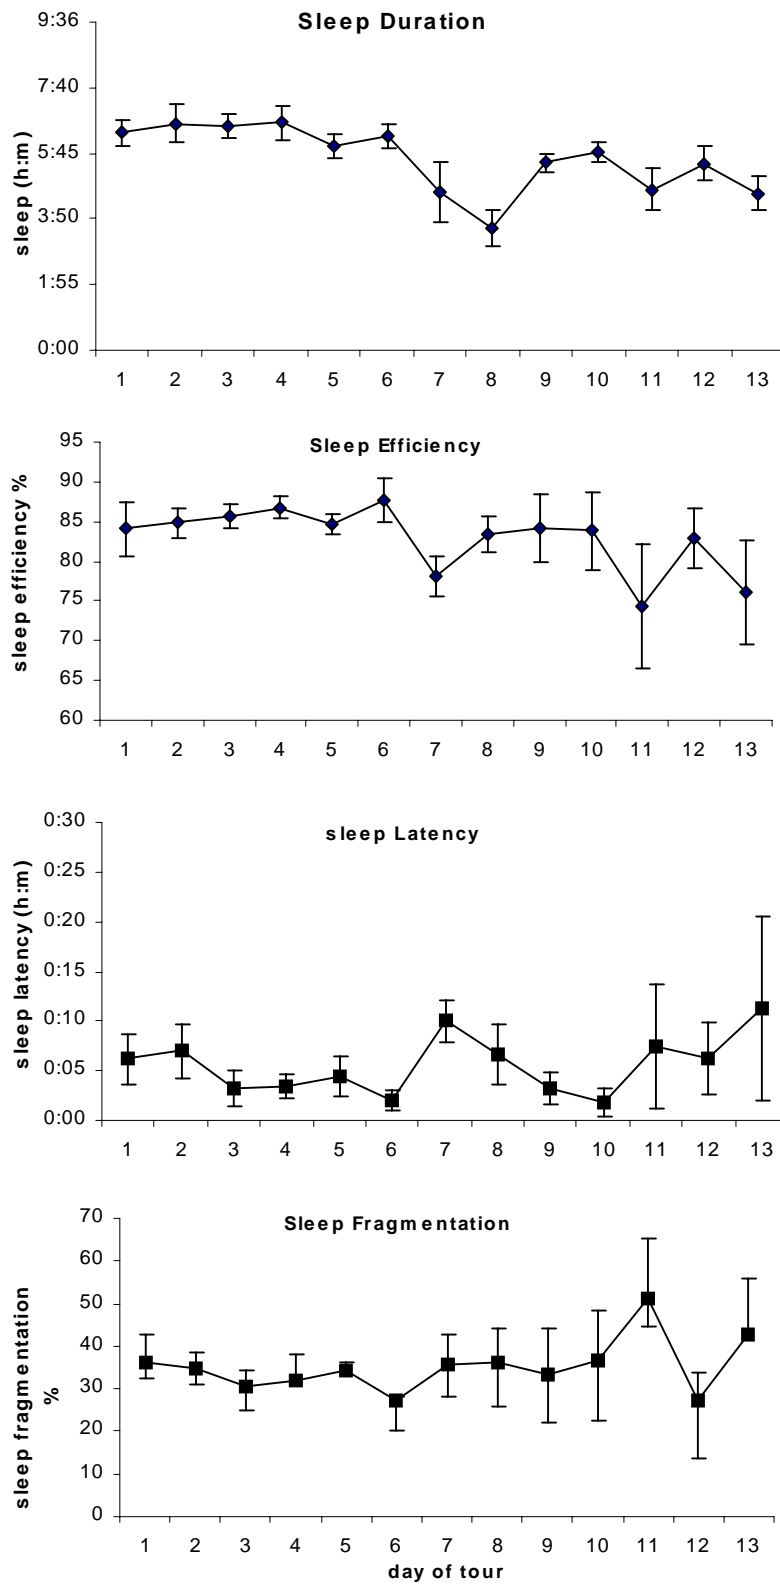 Sleep Duration
sleep (h:m)
9:36
7:40
5:45
3:50
1:55
0:00
1 2 3 4 5 6 7 8 9 10 11 12 13
Sleep Efficiency
sleep efficiency %
95
90
85
80
75
70
65
60
1 2 3 4 5 6 7 8 9 10 11 12 13
sleep Latency
sleep latency (h:m)
0:30
0:25
0:20
0:15
0:10
0:05
0:00
1 2 3 4 5 6 7 8 9 10 11 12 13
Sleep Fragmentation
sleep fragmentation
%
70
60
50
40
30
20
10
0
1 2 3 4 5 6 7 8 9 10 11 12 13
day of tour